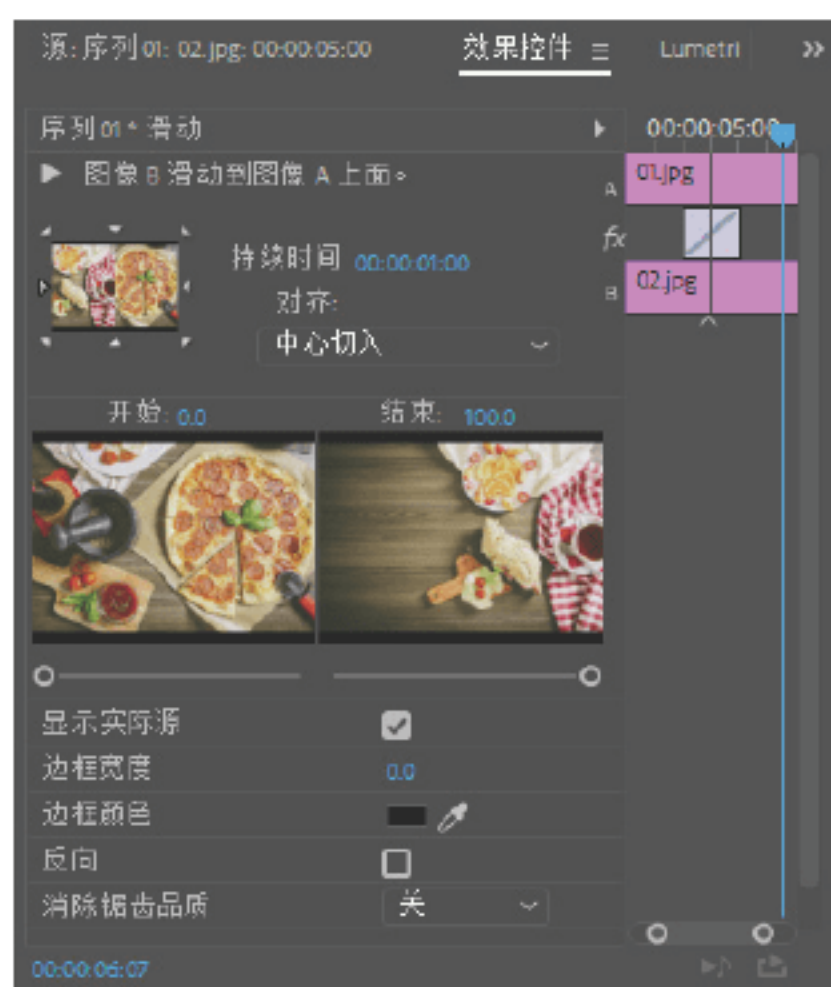 源: 序列 01: 02.jpg: 00:00:05:00 效果控件 ≡ Lumetri »
序列 01 * 滑动 00:00:05:00
图像 B 滑动到图像 A 上面。 A 01.jpg
持续时间 00:00:01:00 fx
对齐: B 02.jpg
中心切入
开始: 0.0 结束: 100.0
显示实际源
边框宽度 0.0
边框颜色
反向
消除锯齿品质 关
00:00:06:07